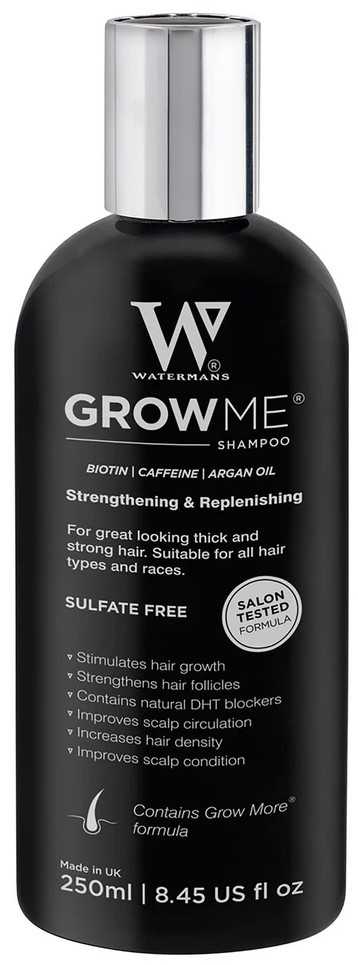 W®
WATERMANS
GROWME®
SHAMPOO
BIOTIN | CAFFEINE | ARGAN OIL
Strengthening & Replenishing
For great looking thick and
strong hair. Suitable for all hair
types and races.
SULFATE FREE
SALON
TESTED
FORMULA
▿ Stimulates hair growth
▿ Strengthens hair follicles
▿ Contains natural DHT blockers
▿ Improves scalp circulation
▿ Increases hair density
▿ Improves scalp condition
Contains Grow More®
formula
Made in UK
250ml | 8.45 US fl oz